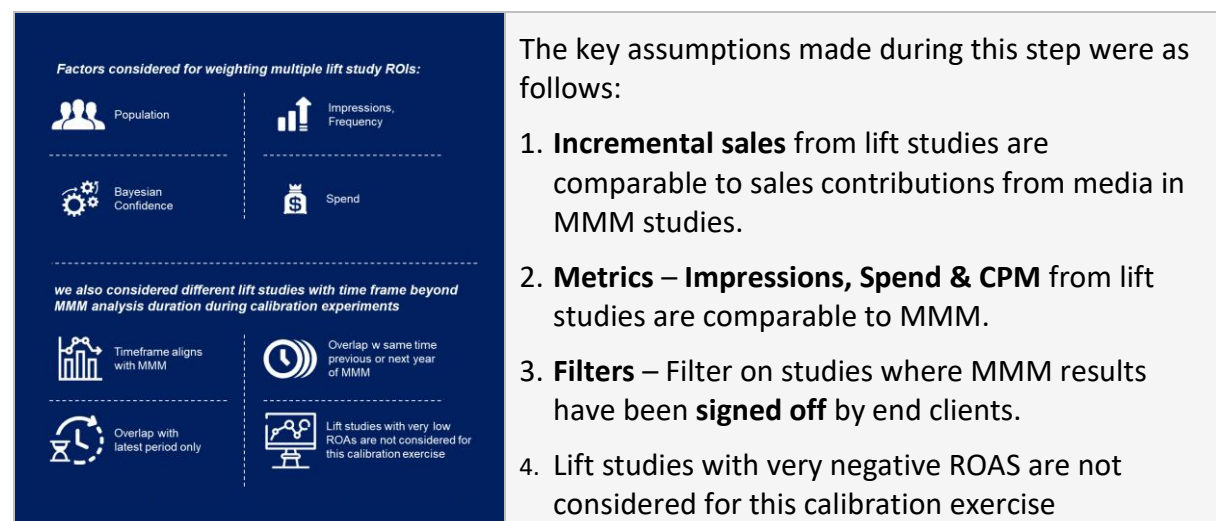 Factors considered for weighting multiple lift study ROIs:
Population
Impressions,
Frequency
Bayesian
Confidence
Spend
we also considered different lift studies with time frame beyond
MMM analysis duration during calibration experiments
Timeframe aligns
with MMM
Overlap w same time
previous or next year
of MMM
Overlap with
latest period only
Lift studies with very low
ROAs are not considered for
this calibration exercise
The key assumptions made during this step were as
follows:
1. Incremental sales from lift studies are
comparable to sales contributions from media in
MMM studies.
2. Metrics – Impressions, Spend & CPM from lift
studies are comparable to MMM.
3. Filters – Filter on studies where MMM results
have been signed off by end clients.
4. Lift studies with very negative ROAS are not
considered for this calibration exercise